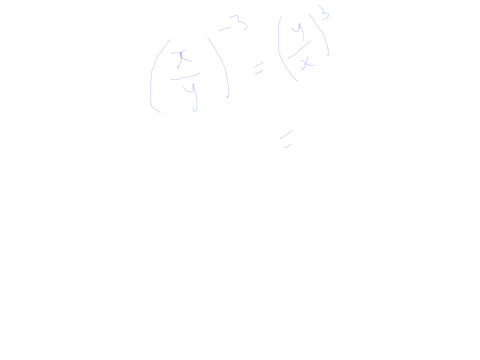 (x/y)^-3 = (y/x)^3
=